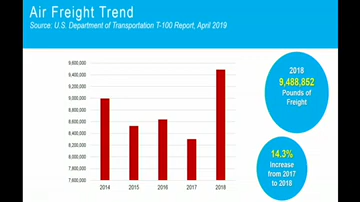 Air Freight Trend
Source: U.S. Department of Transportation T-100 Report, April 2019
9,600,000
9,400,000
9,200,000
9,000,000
8,800,000
8,600,000
8,400,000
8,200,000
8,000,000
7,800,000
7,600,000
2014
2015
2016
2017
2018
2018
9,488,852
Pounds of
Freight
14.3%
Increase
from 2017
to 2018